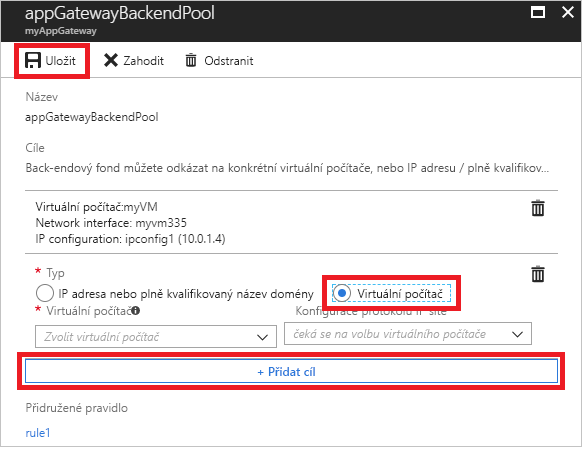 appGatewayBackendPool
myAppGateway
Uložit
Zahodit
Odstranit
Název
appGatewayBackendPool
Cíle
Back-endový fond můžete odkázat na konkrétní virtuální počítače, nebo IP adresu / plně kvalifikov...
Virtuální počítač:myVM
Network interface: myvm335
IP configuration: ipconfig1 (10.0.1.4)
* Typ
IP adresa nebo plně kvalifikovaný název domény
Virtuální počítač
* Virtuální počítač
Konfigurace protokolu IP sítě
Zvolit virtuální počítač
čeká se na volbu virtuálního počítače
+ Přidat cíl
Přidružené pravidlo
rule1